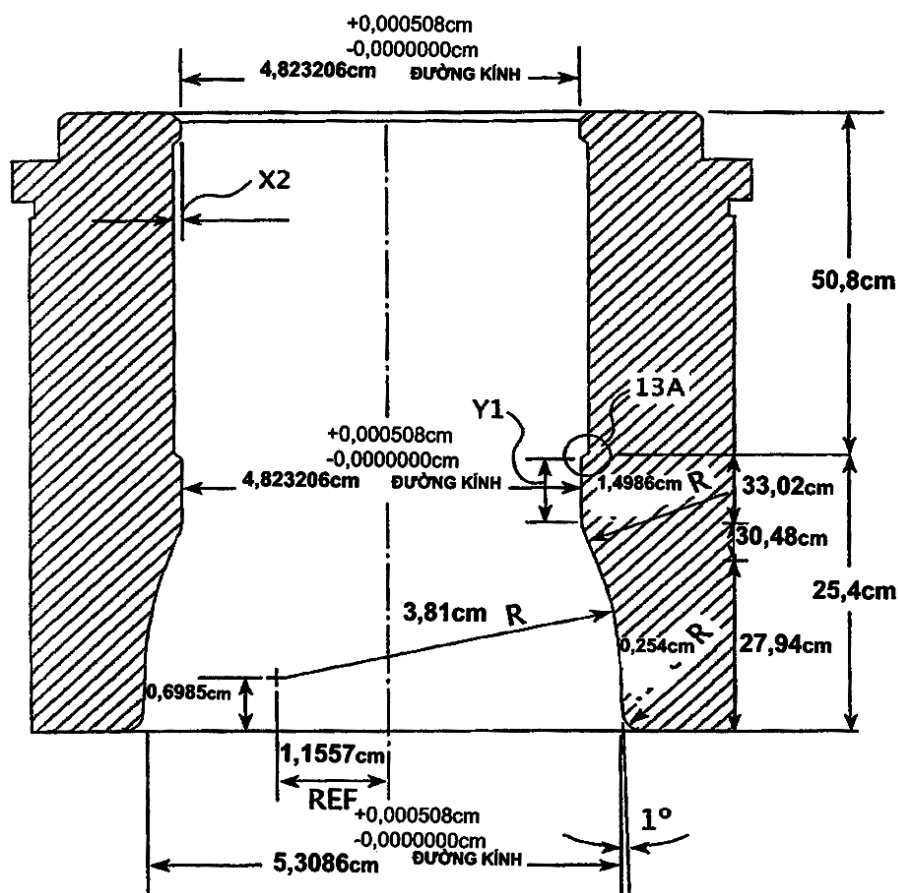 +0,000508cm
-0,0000000cm
4,823206cm ĐƯỜNG KÍNH
X2
50,8cm
13A
Y1
+0,000508cm
-0,0000000cm
4,823206cm ĐƯỜNG KÍNH
1,4986cm R
33,02cm
30,48cm
25,4cm
3,81cm R
0,254cm R
27,94cm
0,6985cm
1,1557cm
REF
+0,000508cm
-0,0000000cm
5,3086cm ĐƯỜNG KÍNH
1º